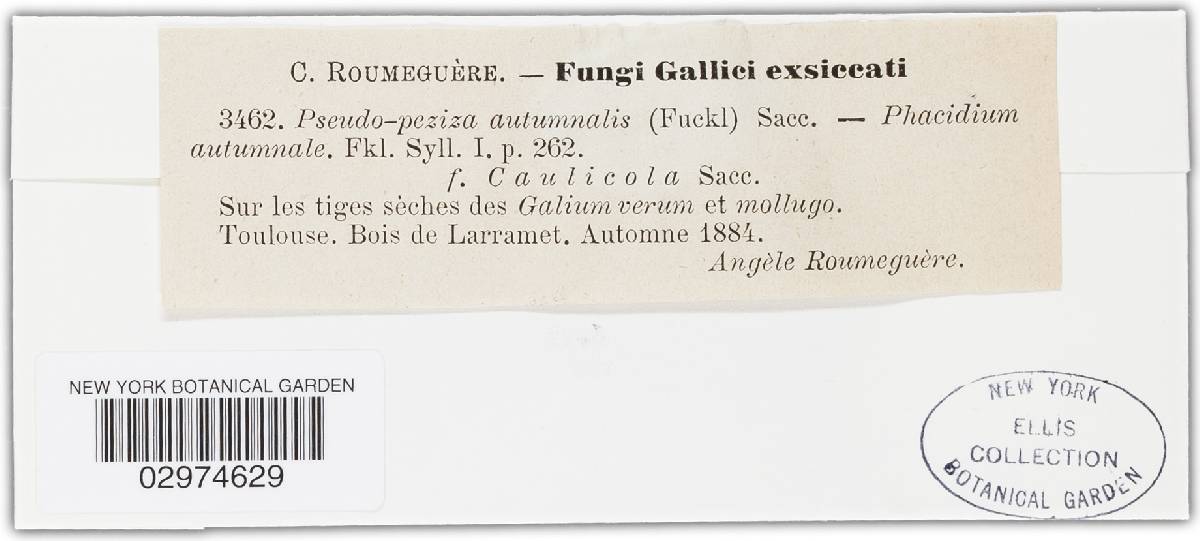 C. ROUMEGUÈRE. — Fungi Gallici exsiccati
3462. Pseudo-peziza autumnalis (Fuckl) Sacc. — Phacidium
autumnale. Fkl. Syll. I. p. 262.
f. Caulicola Sacc.
Sur les tiges sèches des Galium verum et mollugo.
Toulouse. Bois de Larramet. Automne 1884.
Angèle Roumeguère.
NEW YORK BOTANICAL GARDEN
02974629
NEW YORK
ELLIS
COLLECTION
BOTANICAL GARDEN